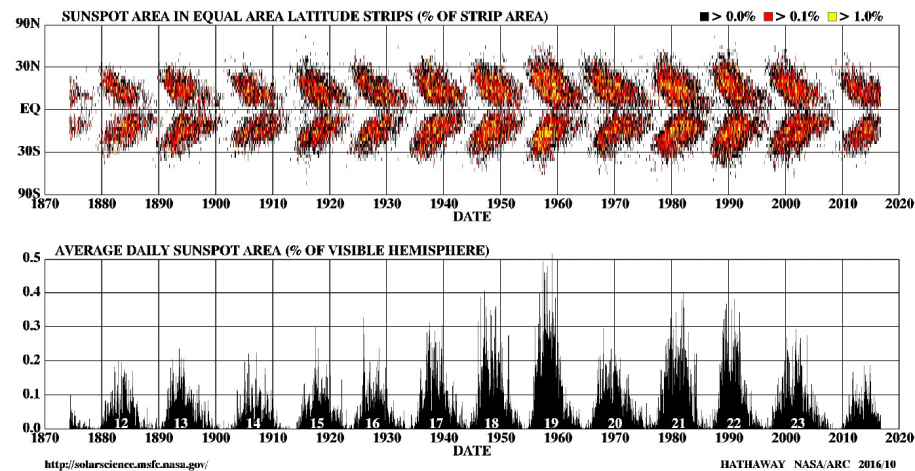 SUNSPOT AREA IN EQUAL AREA LATITUDE STRIPS (% OF STRIP AREA) > 0.0% > 0.1% > 1.0%
90N
30N
EQ
30S
90S
1870 1880 1890 1900 1910 1920 1930 1940 1950 1960 1970 1980 1990 2000 2010 2020
DATE
AVERAGE DAILY SUNSPOT AREA (% OF VISIBLE HEMISPHERE)
0.5
0.4
0.3
0.2
0.1
12 13 14 15 16 17 18 19 20 21 22 23
0.0
1870 1880 1890 1900 1910 1920 1930 1940 1950 1960 1970 1980 1990 2000 2010 2020
DATE
http://solarscience.msfc.nasa.gov/ HATHAWAY NASA/ARC 2016/10